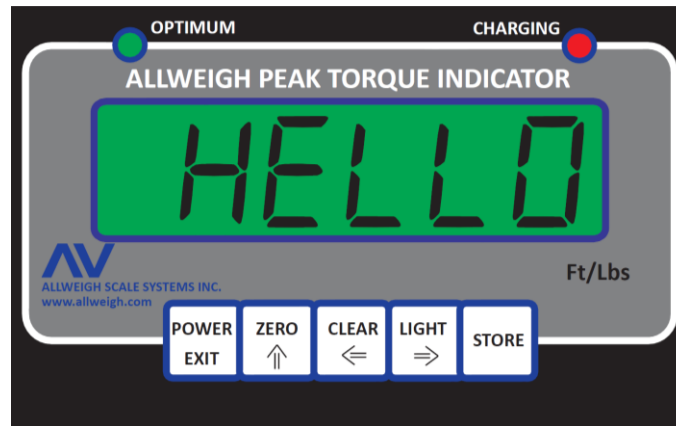 OPTIMUM CHARGING
ALLWEIGH PEAK TORQUE INDICATOR
HELLO
AV
ALLWEIGH SCALE SYSTEMS INC.
www.allweigh.com
Ft/Lbs
POWER ZERO CLEAR LIGHT STORE
EXIT ⇑ ⇐ ⇒